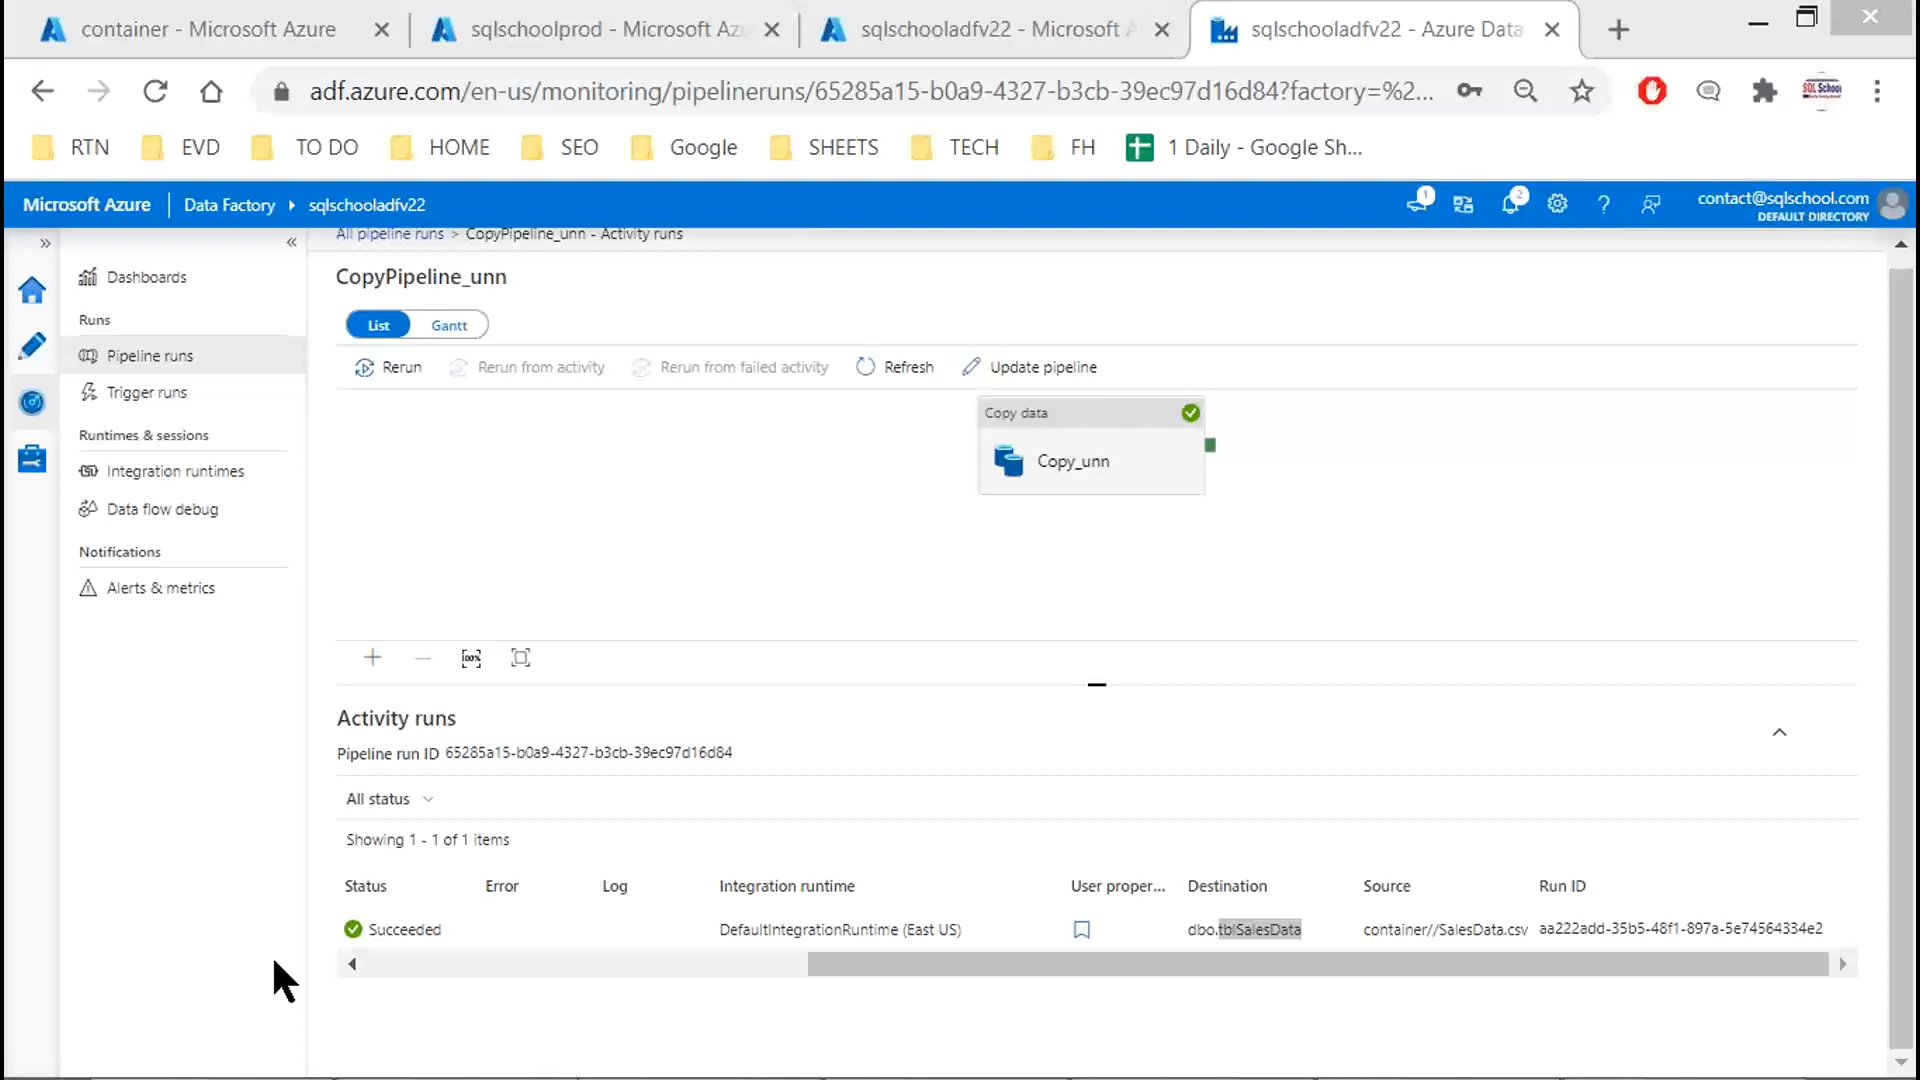 container - Microsoft Azure
sqlschoolprod - Microsoft Az
sqlschooladfv22 - Microsoft A
sqlschooladfv22 - Azure Data
adf.azure.com/en-us/monitoring/pipelineruns/65285a15-b0a9-4327-b3cb-39ec97d16d84?factory=%2...
SQL School
RTN
EVD
TO DO
HOME
SEO
Google
SHEETS
TECH
FH
1 Daily - Google Sh...
Microsoft Azure
Data Factory
sqlschooladfv22
1
2
?
contact@sqlschool.com
DEFAULT DIRECTORY
»
«
Dashboards
Runs
Pipeline runs
Trigger runs
Runtimes & sessions
Integration runtimes
Data flow debug
Notifications
Alerts & metrics
All pipeline runs > CopyPipeline_unn - Activity runs
CopyPipeline_unn
List
Gantt
Rerun
Rerun from activity
Rerun from failed activity
Refresh
Update pipeline
Copy data
Copy_unn
100%
Activity runs
Pipeline run ID 65285a15-b0a9-4327-b3cb-39ec97d16d84
All status
Showing 1 - 1 of 1 items
Status Error Log Integration runtime User proper... Destination Source Run ID
Succeeded DefaultIntegrationRuntime (East US) dbo.tblSalesData container//SalesData.csv aa222add-35b5-48f1-897a-5e74564334e2